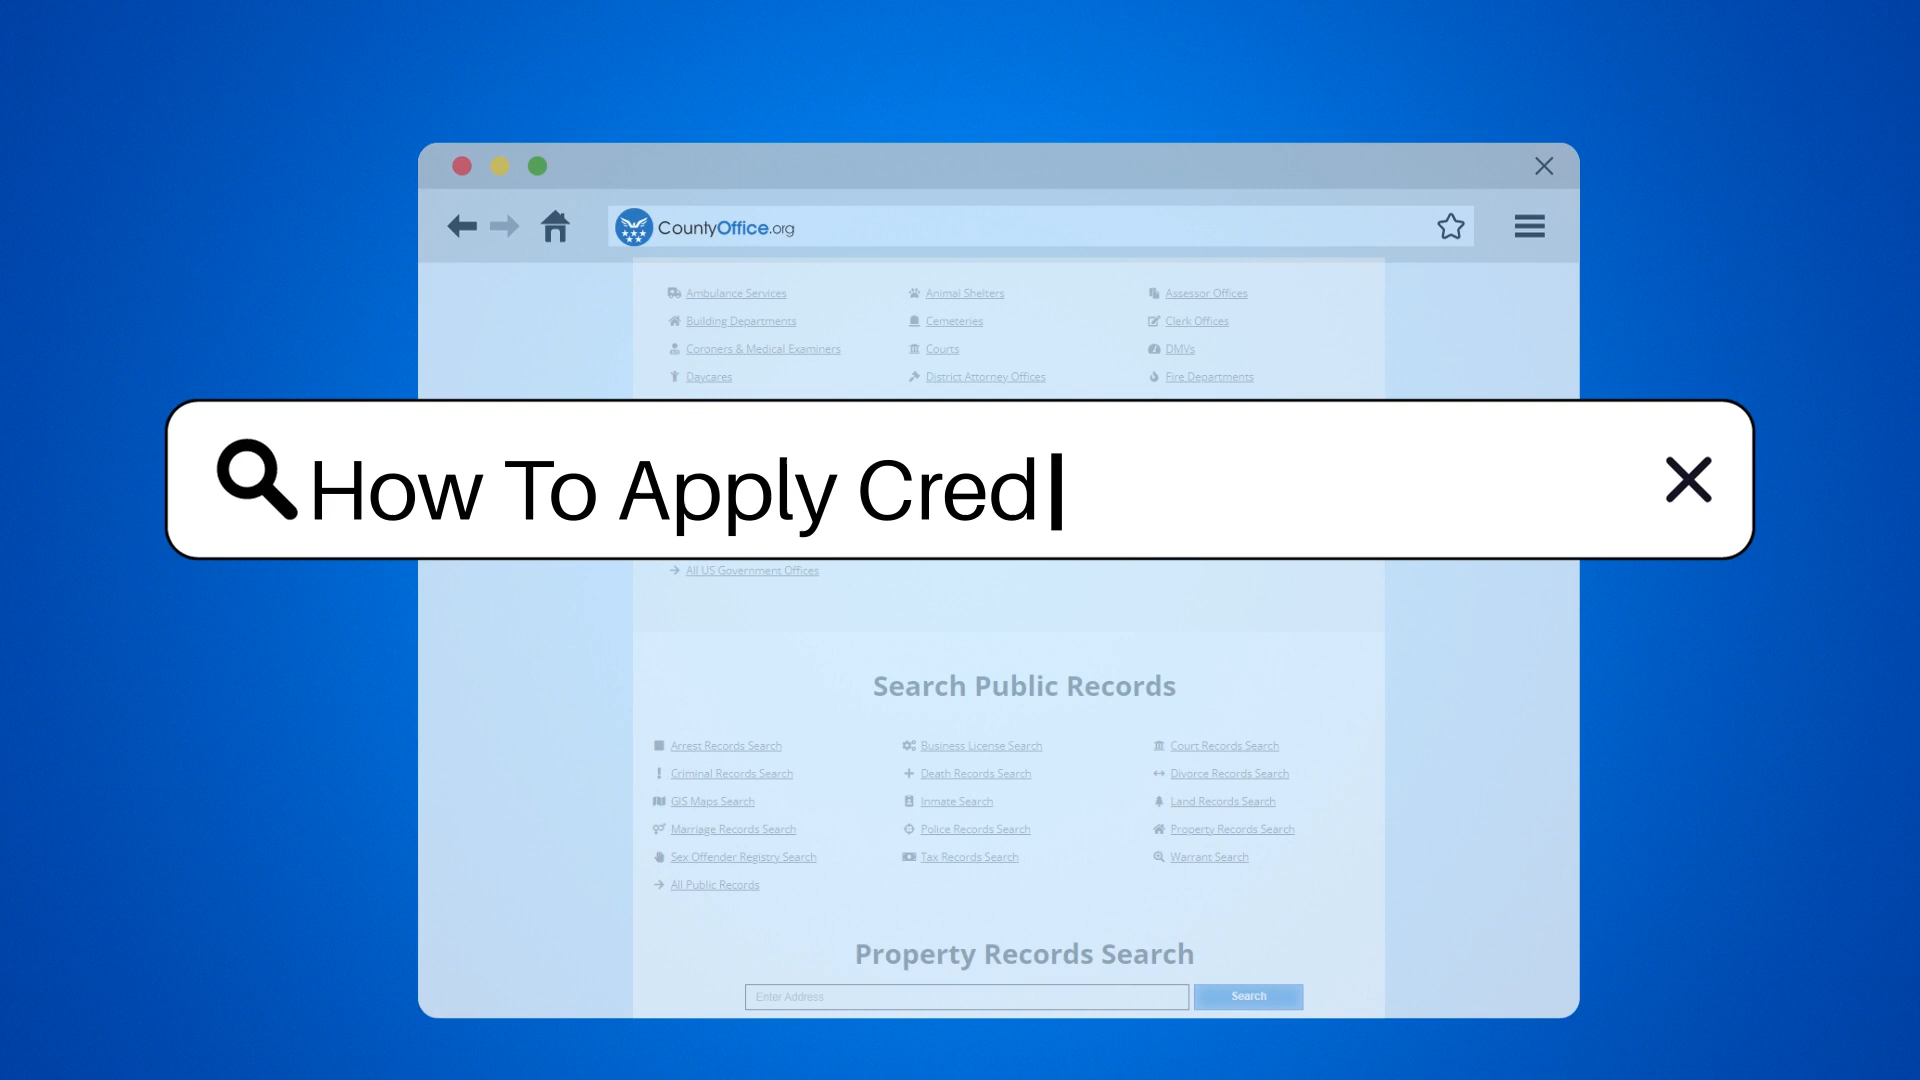 CountyOffice.org
Ambulance Services Animal Shelters Assessor Offices
Building Departments Cemeteries Clerk Offices
Coroners & Medical Examiners Courts DMVs
Daycares District Attorney Offices Fire Departments
How To Apply Cred
All US Government Offices
Search Public Records
Arrest Records Search Business License Search Court Records Search
Criminal Records Search Death Records Search Divorce Records Search
GIS Maps Search Inmate Search Land Records Search
Marriage Records Search Police Records Search Property Records Search
Sex Offender Registry Search Tax Records Search Warrant Search
All Public Records
Property Records Search
Enter Address Search